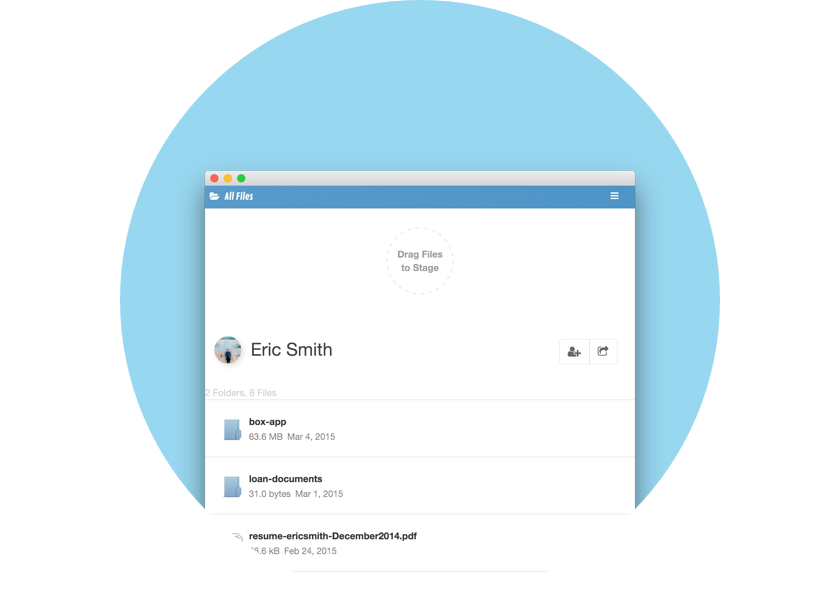 All Files
Drag Files
to Stage
Eric Smith
2 Folders, 6 Files
box-app
63.6 MB Mar 4, 2015
loan-documents
31.0 bytes Mar 1, 2015
resume-ericsmith-December2014.pdf
kB Feb 24, 2015